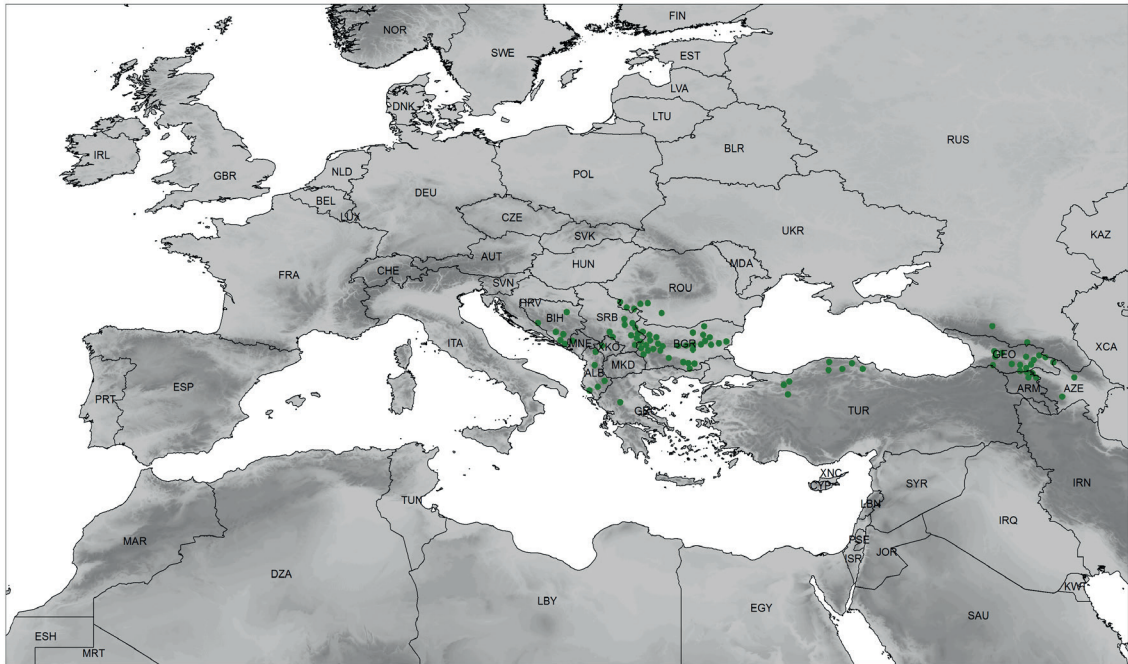 FIN
NOR
SWE
EST
LVA
DNK
LTU
RUS
BLR
IRL
GBR
NLD
POL
DEU
BEL
LUX
CZE
UKR
SVK
KAZ
AUT
MDA
HUN
CHE
FRA
SVN
ROU
HRV
BIH
SRB
ITA
MNE
XKO
BGR
XCA
GEO
MKD
ALB
ESP
ARM
AZE
PRT
GRC
TUR
XNC
IRN
CYP
SYR
TUN
LBN
IRQ
MAR
PSE
JOR
ISR
DZA
KWT
LBY
EGY
SAU
ESH
MRT